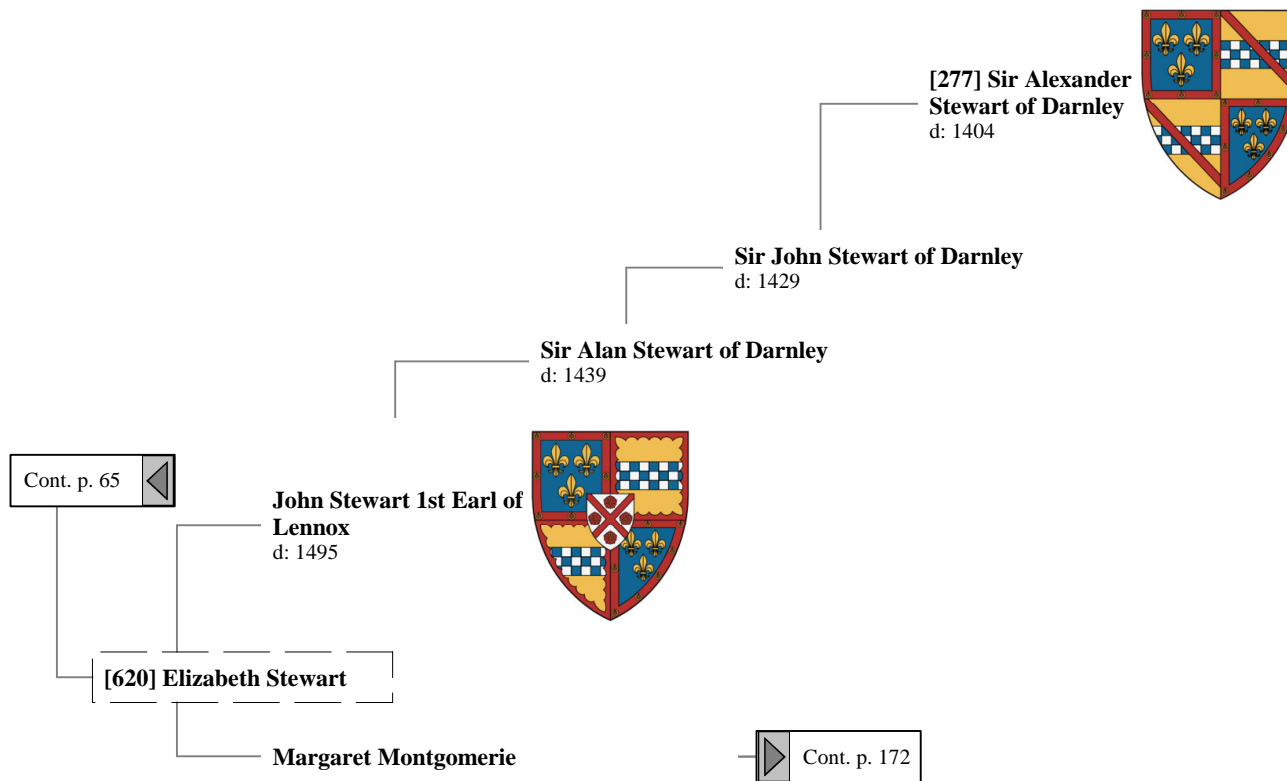 [277] Sir Alexander
Stewart of Darnley
d: 1404
Sir John Stewart of Darnley
d: 1429
Sir Alan Stewart of Darnley
d: 1439
Cont. p. 65
John Stewart 1st Earl of
Lennox
d: 1495
[620] Elizabeth Stewart
Margaret Montgomerie
Cont. p. 172